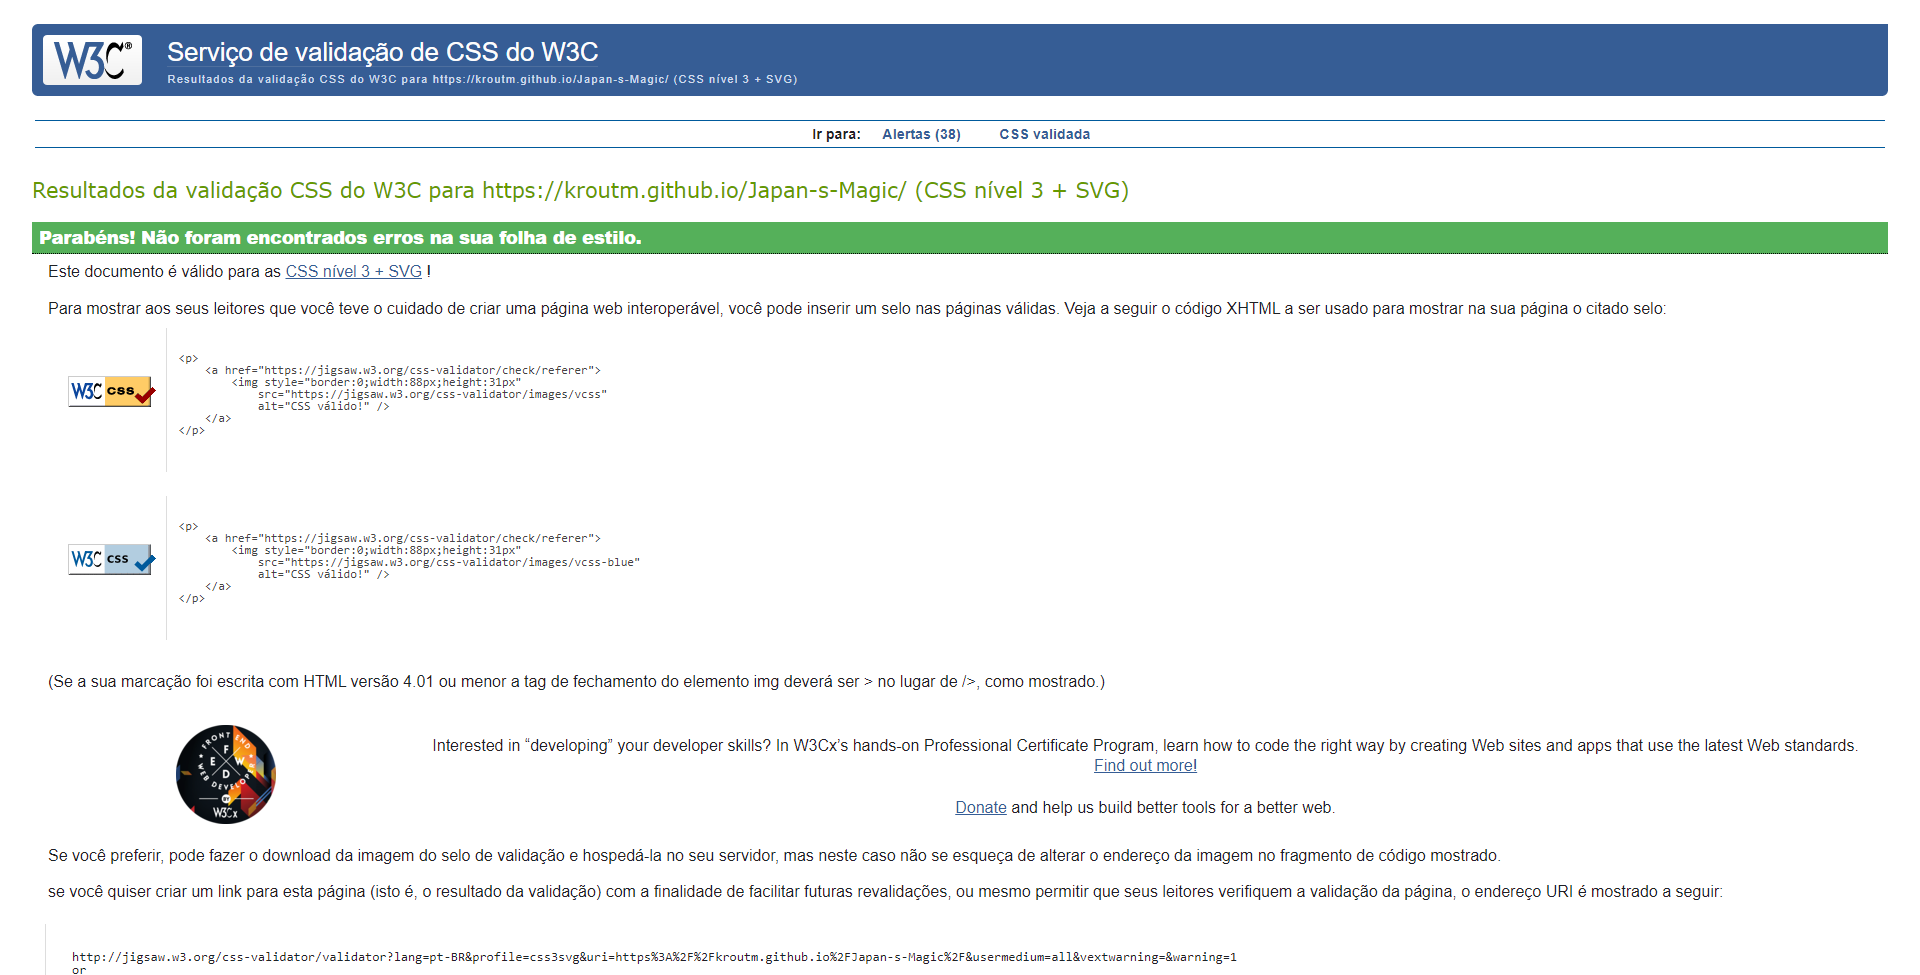 W3C®
Serviço de validação de CSS do W3C
Resultados da validação CSS do W3C para https://kroutm.github.io/Japan-s-Magic/ (CSS nível 3 + SVG)
Ir para: Alertas (38) CSS validada
Resultados da validação CSS do W3C para https://kroutm.github.io/Japan-s-Magic/ (CSS nível 3 + SVG)
Parabéns! Não foram encontrados erros na sua folha de estilo.
Este documento é válido para as CSS nível 3 + SVG !
Para mostrar aos seus leitores que você teve o cuidado de criar uma página web interoperável, você pode inserir um selo nas páginas válidas. Veja a seguir o código XHTML a ser usado para mostrar na sua página o citado selo:
W3C css
<p>
    <a href="https://jigsaw.w3.org/css-validator/check/referer">
        <img style="border:0;width:88px;height:31px"
            src="https://jigsaw.w3.org/css-validator/images/vcss"
            alt="CSS válido!" />
    </a>
</p>
W3C css
<p>
    <a href="https://jigsaw.w3.org/css-validator/check/referer">
        <img style="border:0;width:88px;height:31px"
            src="https://jigsaw.w3.org/css-validator/images/vcss-blue"
            alt="CSS válido!" />
    </a>
</p>
(Se a sua marcação foi escrita com HTML versão 4.01 ou menor a tag de fechamento do elemento img deverá ser > no lugar de />, como mostrado.)
FRONT END
F
E W
D
WEB DEVELOPER
BY
W3Cx
Interested in “developing” your developer skills? In W3Cx’s hands-on Professional Certificate Program, learn how to code the right way by creating Web sites and apps that use the latest Web standards.
Find out more!
Donate and help us build better tools for a better web.
Se você preferir, pode fazer o download da imagem do selo de validação e hospedá-la no seu servidor, mas neste caso não se esqueça de alterar o endereço da imagem no fragmento de código mostrado.
se você quiser criar um link para esta página (isto é, o resultado da validação) com a finalidade de facilitar futuras revalidações, ou mesmo permitir que seus leitores verifiquem a validação da página, o endereço URI é mostrado a seguir:
http://jigsaw.w3.org/css-validator/validator?lang=pt-BR&profile=css3svg&uri=https%3A%2F%2Fkroutm.github.io%2FJapan-s-Magic%2F&usermedium=all&vextwarning=&warning=1
or